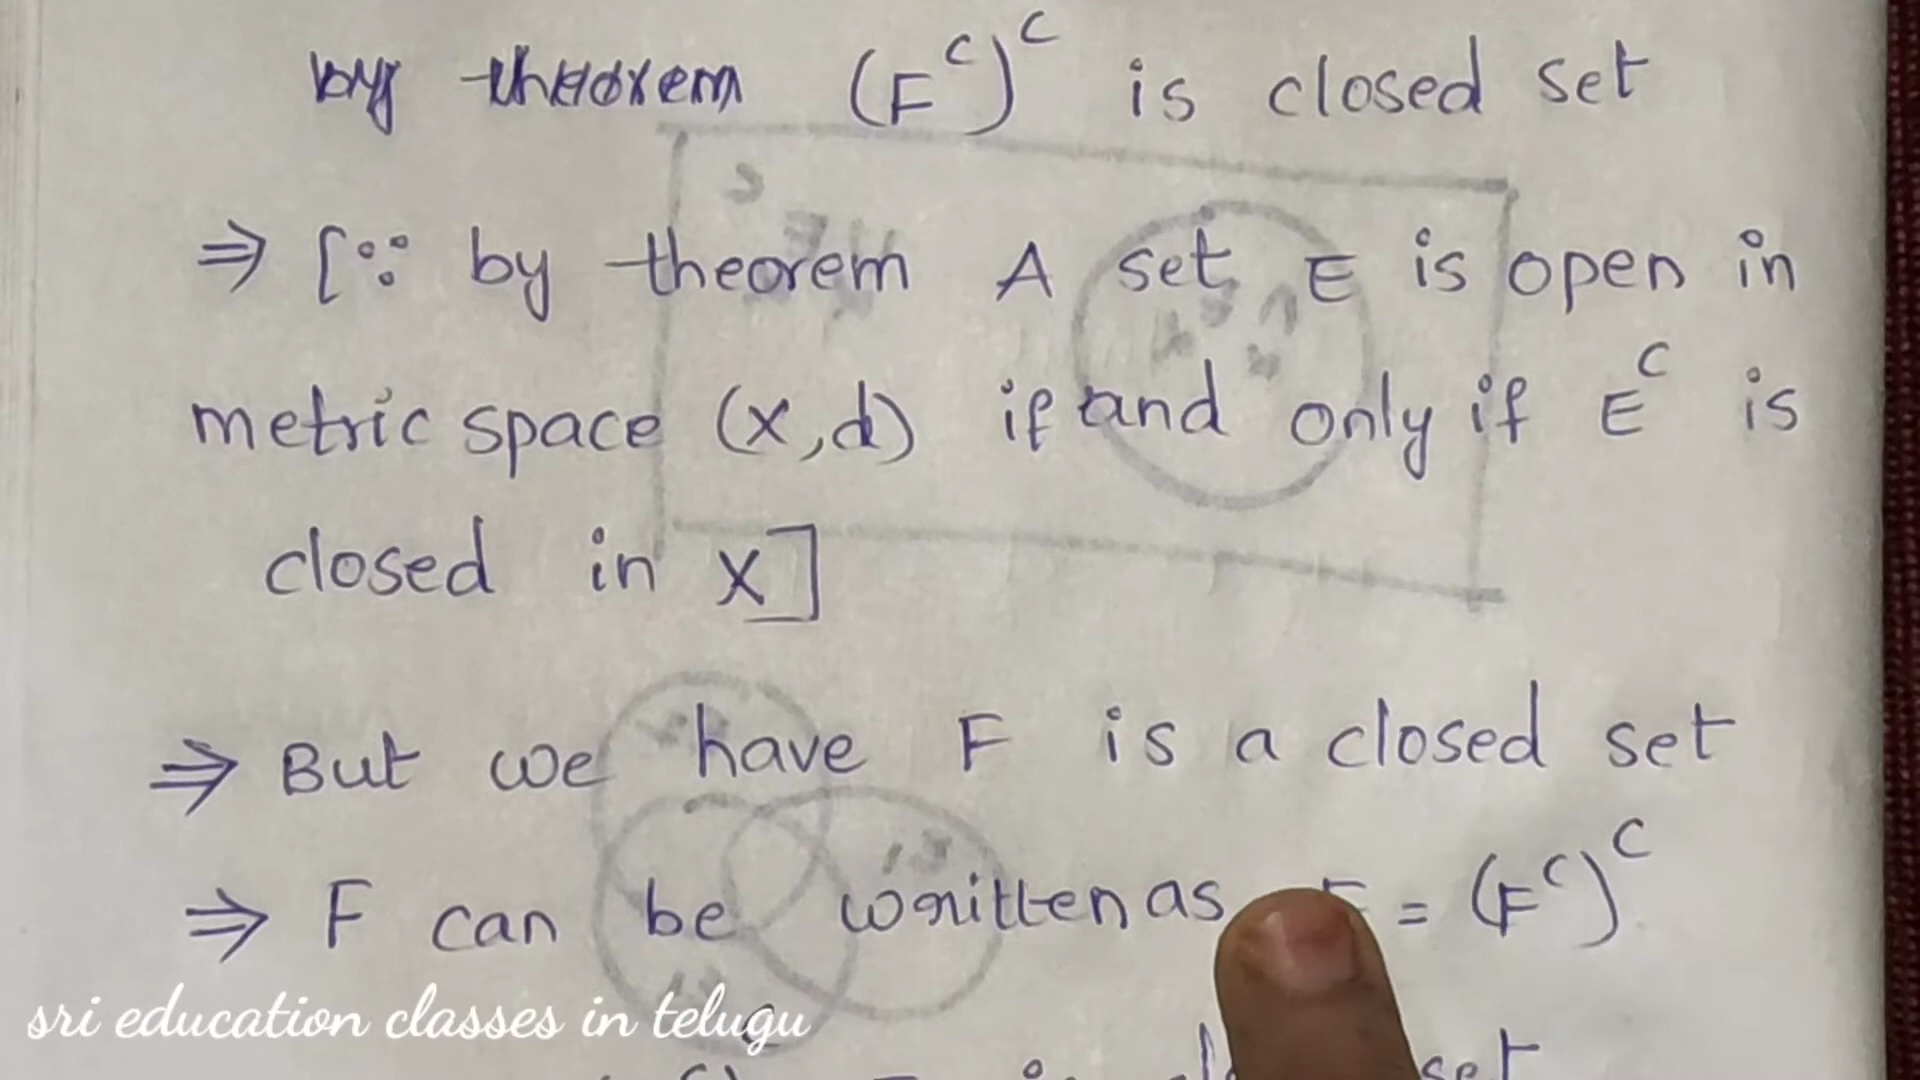 by theorem (F^c)^c is closed set
⇒ [∵ by theorem A set E is open in
metric space (X,d) if and only if E^c is
closed in X]
⇒ But we have F is a closed set
⇒ F can be written as F = (F^c)^c
sri education classes in telugu
set